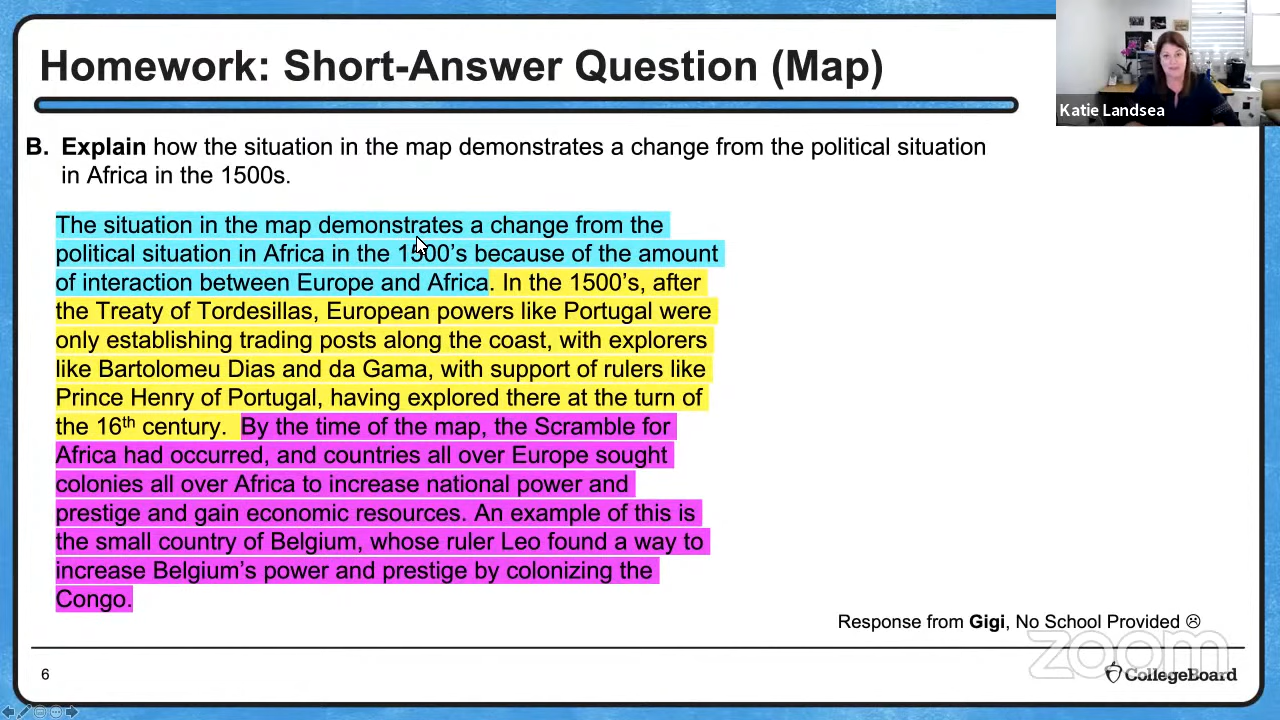 Homework: Short-Answer Question (Map)
Katie Landsea
B. Explain how the situation in the map demonstrates a change from the political situation
in Africa in the 1500s.
The situation in the map demonstrates a change from the
political situation in Africa in the 1500's because of the amount
of interaction between Europe and Africa. In the 1500's, after
the Treaty of Tordesillas, European powers like Portugal were
only establishing trading posts along the coast, with explorers
like Bartolomeu Dias and da Gama, with support of rulers like
Prince Henry of Portugal, having explored there at the turn of
the 16th century. By the time of the map, the Scramble for
Africa had occurred, and countries all over Europe sought
colonies all over Africa to increase national power and
prestige and gain economic resources. An example of this is
the small country of Belgium, whose ruler Leo found a way to
increase Belgium's power and prestige by colonizing the
Congo.
Response from Gigi, No School Provided ☹
zoom
6
CollegeBoard